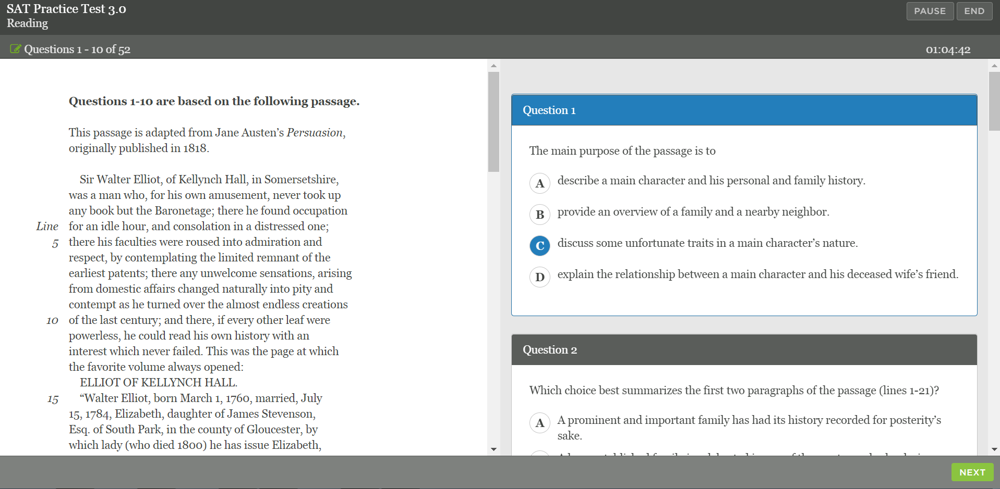 SAT Practice Test 3.0
Reading
PAUSE
END
Questions 1 - 10 of 52
01:04:42
Questions 1-10 are based on the following passage.
This passage is adapted from Jane Austen’s Persuasion,
originally published in 1818.
Sir Walter Elliot, of Kellynch Hall, in Somersetshire,
was a man who, for his own amusement, never took up
any book but the Baronetage; there he found occupation
Line for an idle hour, and consolation in a distressed one;
5 there his faculties were roused into admiration and
respect, by contemplating the limited remnant of the
earliest patents; there any unwelcome sensations, arising
from domestic affairs changed naturally into pity and
contempt as he turned over the almost endless creations
10 of the last century; and there, if every other leaf were
powerless, he could read his own history with an
interest which never failed. This was the page at which
the favorite volume always opened:
ELLIOT OF KELLYNCH HALL.
15 “Walter Elliot, born March 1, 1760, married, July
15, 1784, Elizabeth, daughter of James Stevenson,
Esq. of South Park, in the county of Gloucester, by
which lady (who died 1800) he has issue Elizabeth,
Question 1
The main purpose of the passage is to
A describe a main character and his personal and family history.
B provide an overview of a family and a nearby neighbor.
C discuss some unfortunate traits in a main character’s nature.
D explain the relationship between a main character and his deceased wife’s friend.
Question 2
Which choice best summarizes the first two paragraphs of the passage (lines 1-21)?
A A prominent and important family has had its history recorded for posterity’s
sake.
NEXT